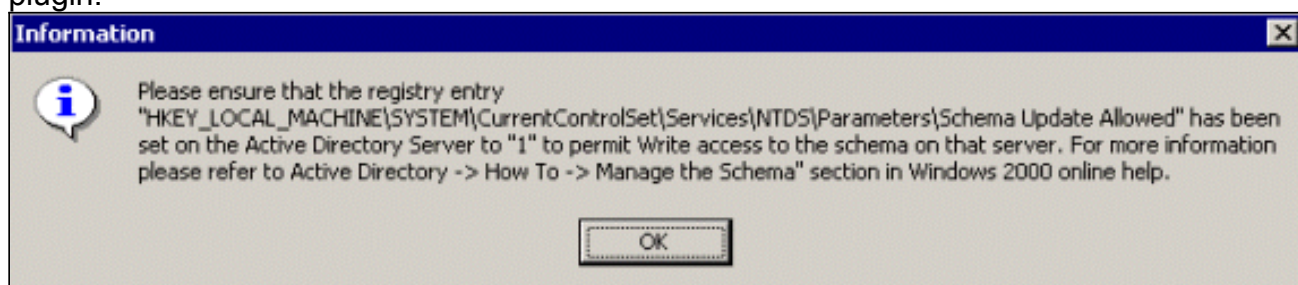 plugin.
Information
Please ensure that the registry entry
"HKEY_LOCAL_MACHINE\SYSTEM\CurrentControlSet\Services\NTDS\Parameters\Schema Update Allowed" has been
set on the Active Directory Server to "1" to permit Write access to the schema on that server. For more information
please refer to Active Directory -> How To -> Manage the Schema" section in Windows 2000 online help.
OK